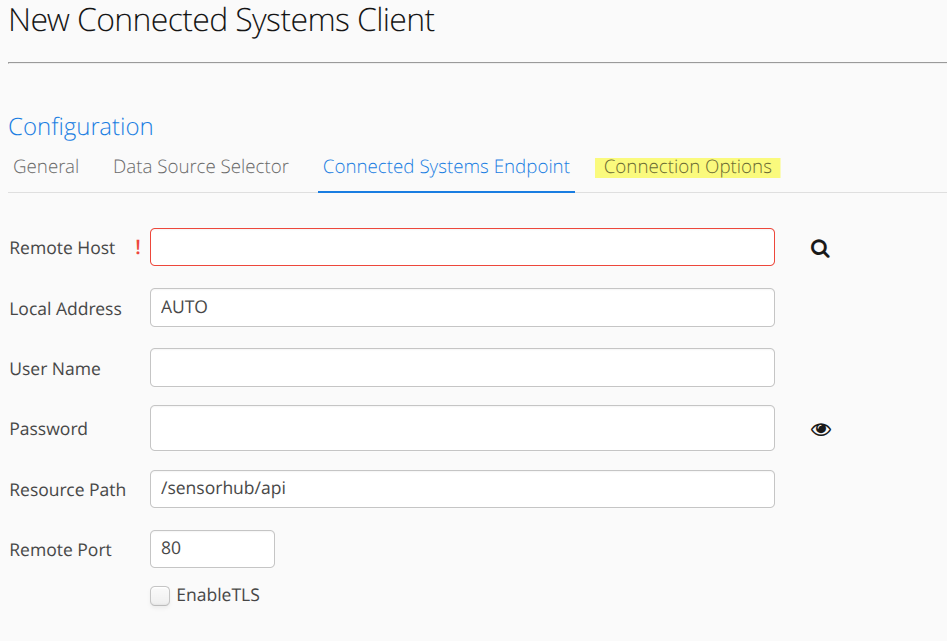 New Connected Systems Client
Configuration
General Data Source Selector Connected Systems Endpoint Connection Options
Remote Host !
Local Address AUTO
User Name
Password
Resource Path /sensorhub/api
Remote Port 80
EnableTLS